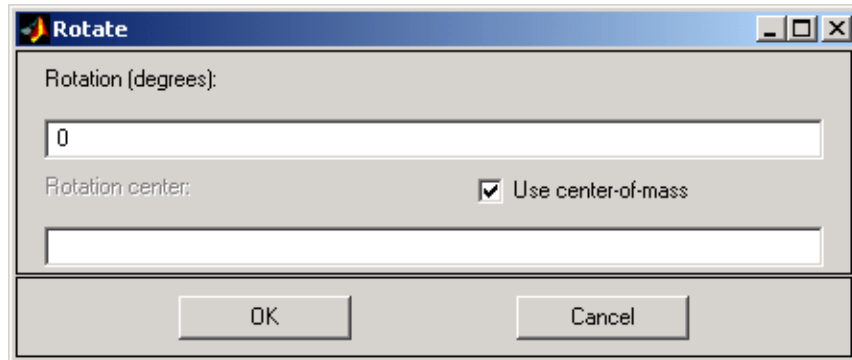 Rotate
Rotation (degrees):
0
Rotation center:
Use center-of-mass
OK
Cancel